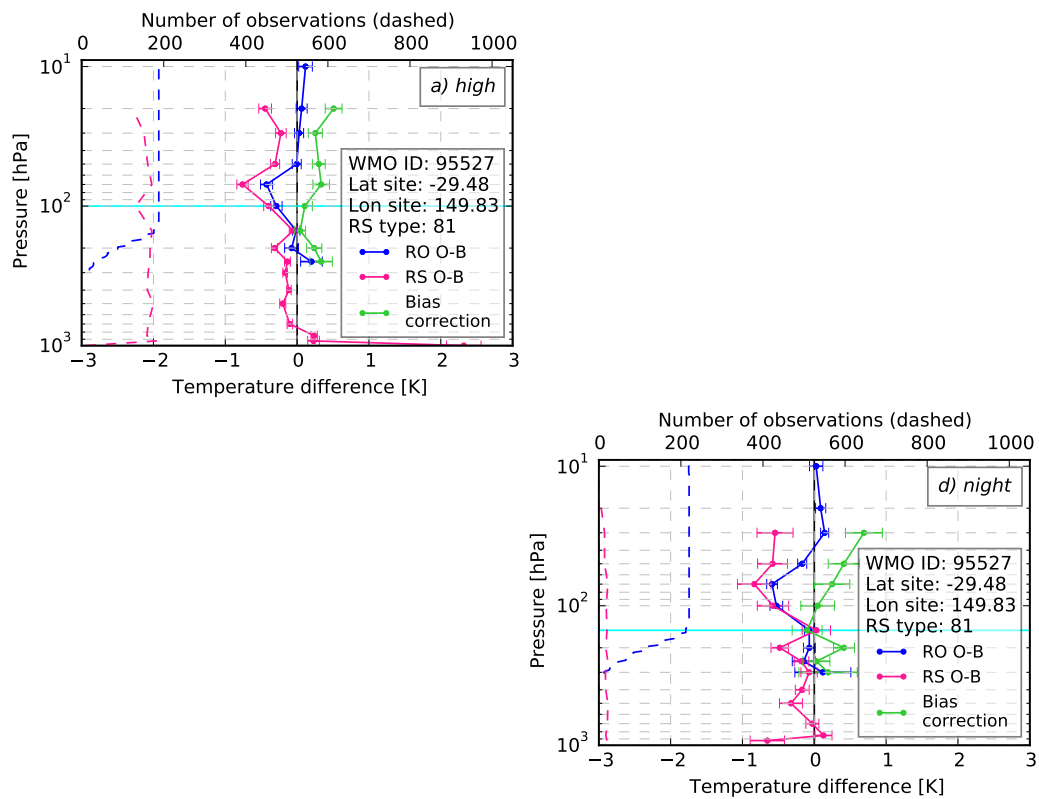 Number of observations (dashed)
0 200 400 600 800 1000
a) high
10¹
10²
10³
Pressure [hPa]
WMO ID: 95527
Lat site: -29.48
Lon site: 149.83
RS type: 81
RO O-B
RS O-B
Bias
correction
−3 −2 −1 0 1 2 3
Temperature difference [K]
Number of observations (dashed)
0 200 400 600 800 1000
d) night
10¹
10²
10³
Pressure [hPa]
WMO ID: 95527
Lat site: -29.48
Lon site: 149.83
RS type: 81
RO O-B
RS O-B
Bias
correction
−3 −2 −1 0 1 2 3
Temperature difference [K]